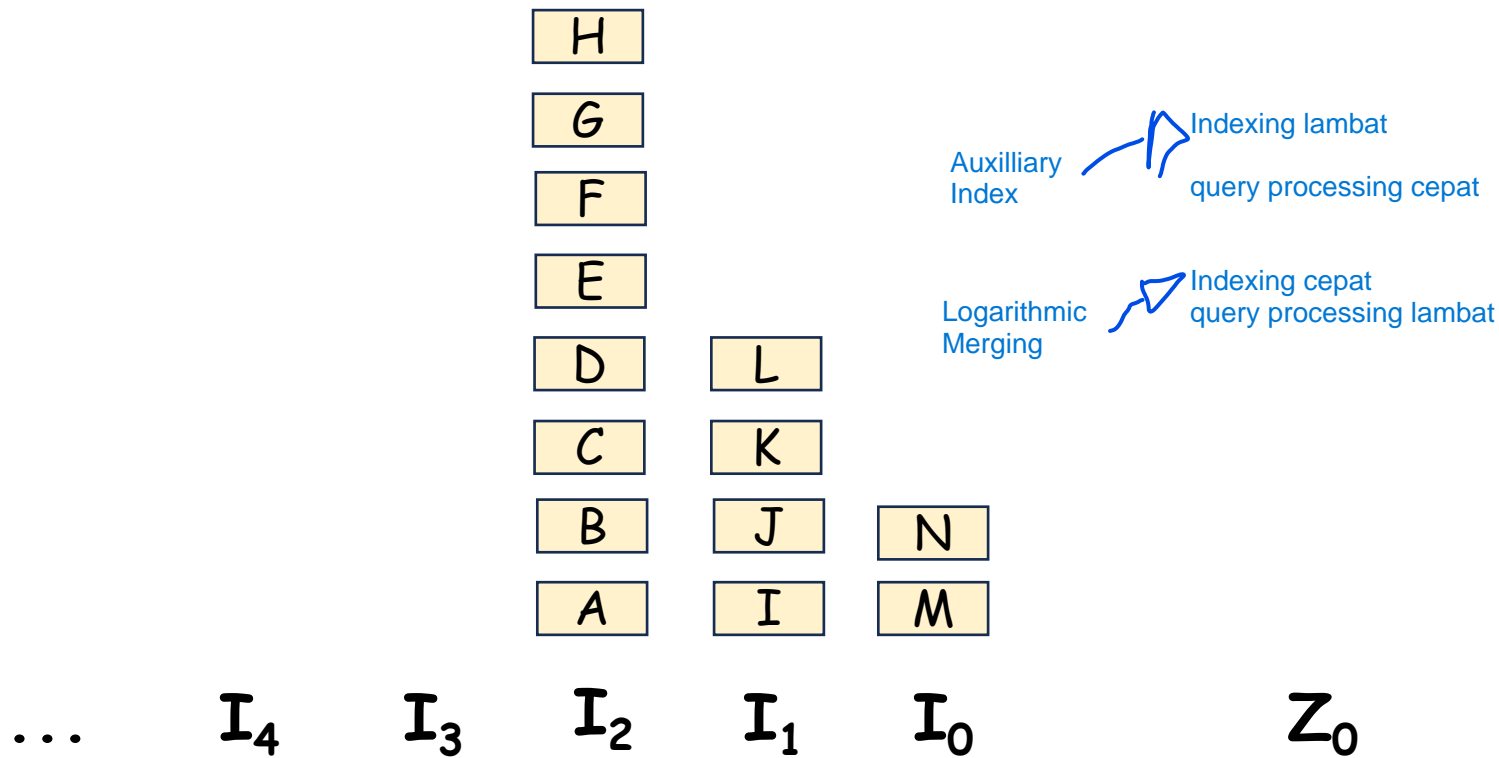 H
G
F
E
D L
C K
B J N
A I M
Auxilliary
Index
Indexing lambat
query processing cepat
Logarithmic
Merging
Indexing cepat
query processing lambat
... I₄ I₃ I₂ I₁ I₀ Z₀